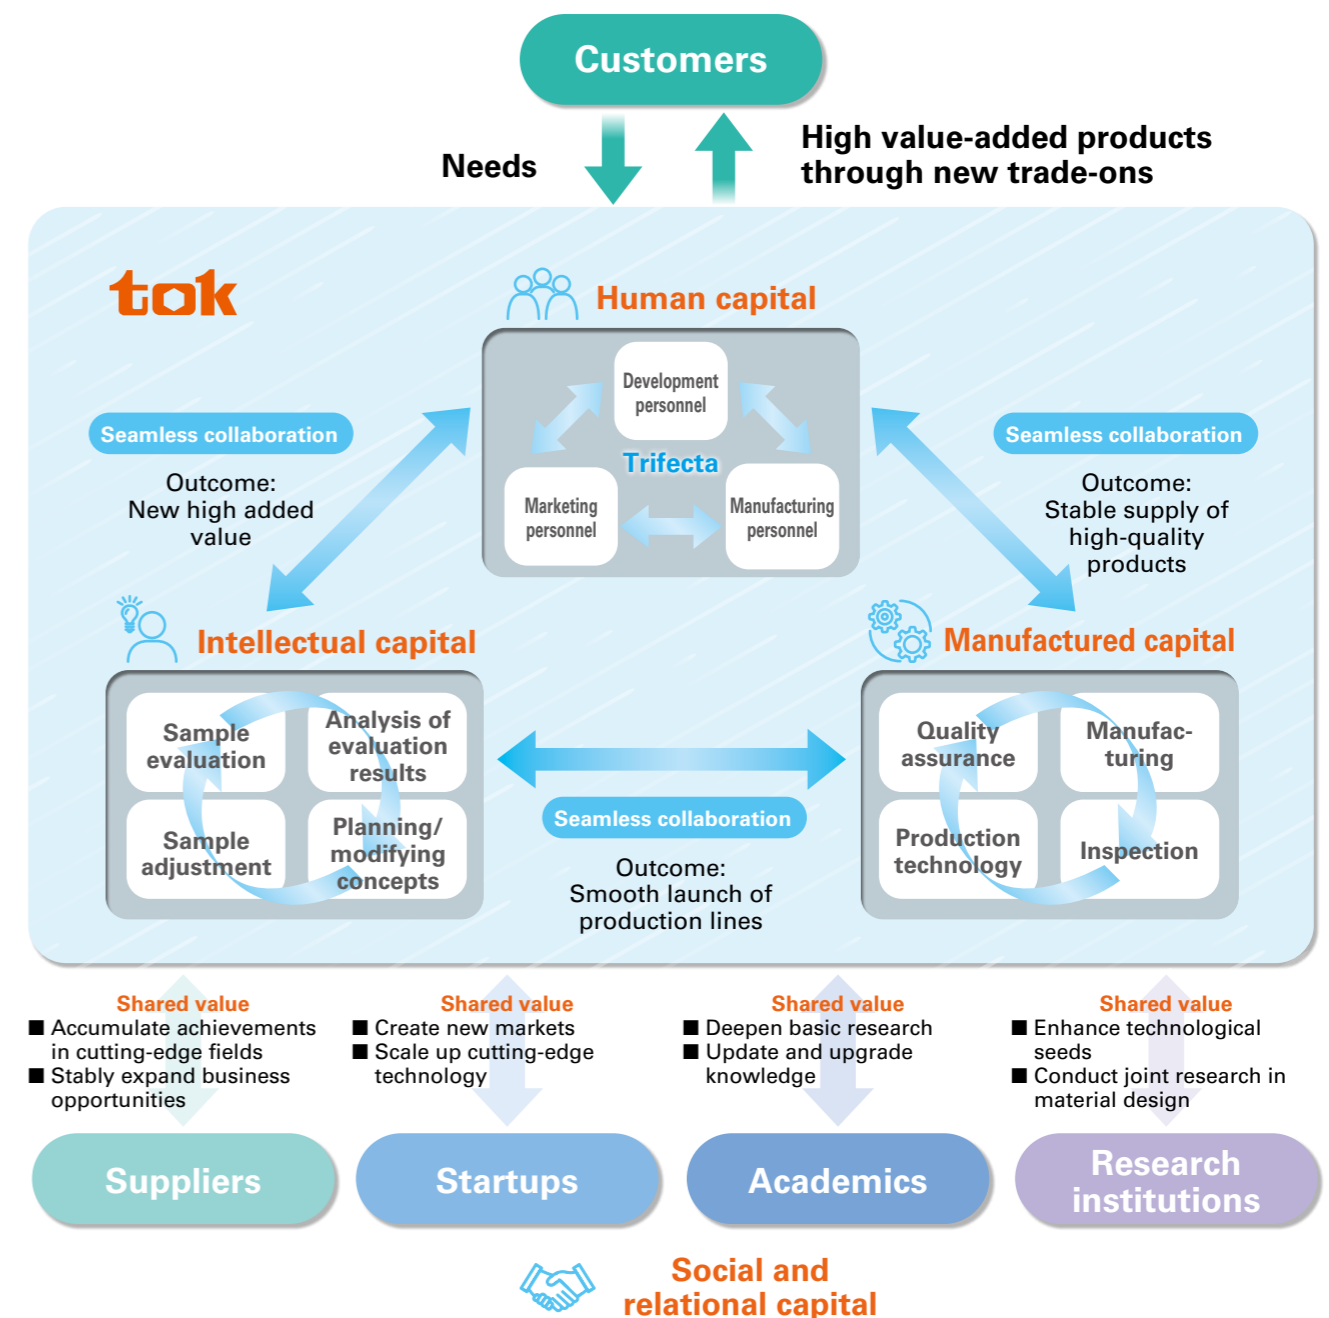 Customers
Needs
High value-added products
through new trade-ons
tok
Human capital
Development
personnel
Trifecta
Marketing
personnel
Manufacturing
personnel
Seamless collaboration
Outcome:
New high added
value
Seamless collaboration
Outcome:
Stable supply of
high-quality
products
Intellectual capital
Sample
evaluation
Analysis of
evaluation
results
Sample
adjustment
Planning/
modifying
concepts
Manufactured capital
Quality
assurance
Manufac-
turing
Production
technology
Inspection
Seamless collaboration
Outcome:
Smooth launch of
production lines
Shared value
■ Accumulate achievements
in cutting-edge fields
■ Stably expand business
opportunities
Suppliers
Shared value
■ Create new markets
■ Scale up cutting-edge
technology
Startups
Shared value
■ Deepen basic research
■ Update and upgrade
knowledge
Academics
Shared value
■ Enhance technological
seeds
■ Conduct joint research in
material design
Research
institutions
Social and
relational capital